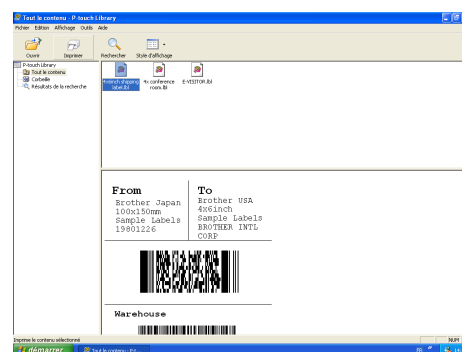 Tout le contenu - P-touch Library
Fichier Edition Affichage Outils Aide
Ouvrir Imprimer Rechercher Style d'affichage
P-touch Library
Tout le contenu
Corbeille
Résultats de la recherche
4x6inch shipping label.lbl
4x conference room.lbl
E-VISITOR.lbl
From
Brother Japan
100x150mm
Sample Labels
19801226
To
Brother USA
4x6inch
Sample Labels
BROTHER INTL
CORP
Warehouse
Imprime le contenu sélectionné
NUM
démarrer
Tout le contenu - P-t...
FR
14